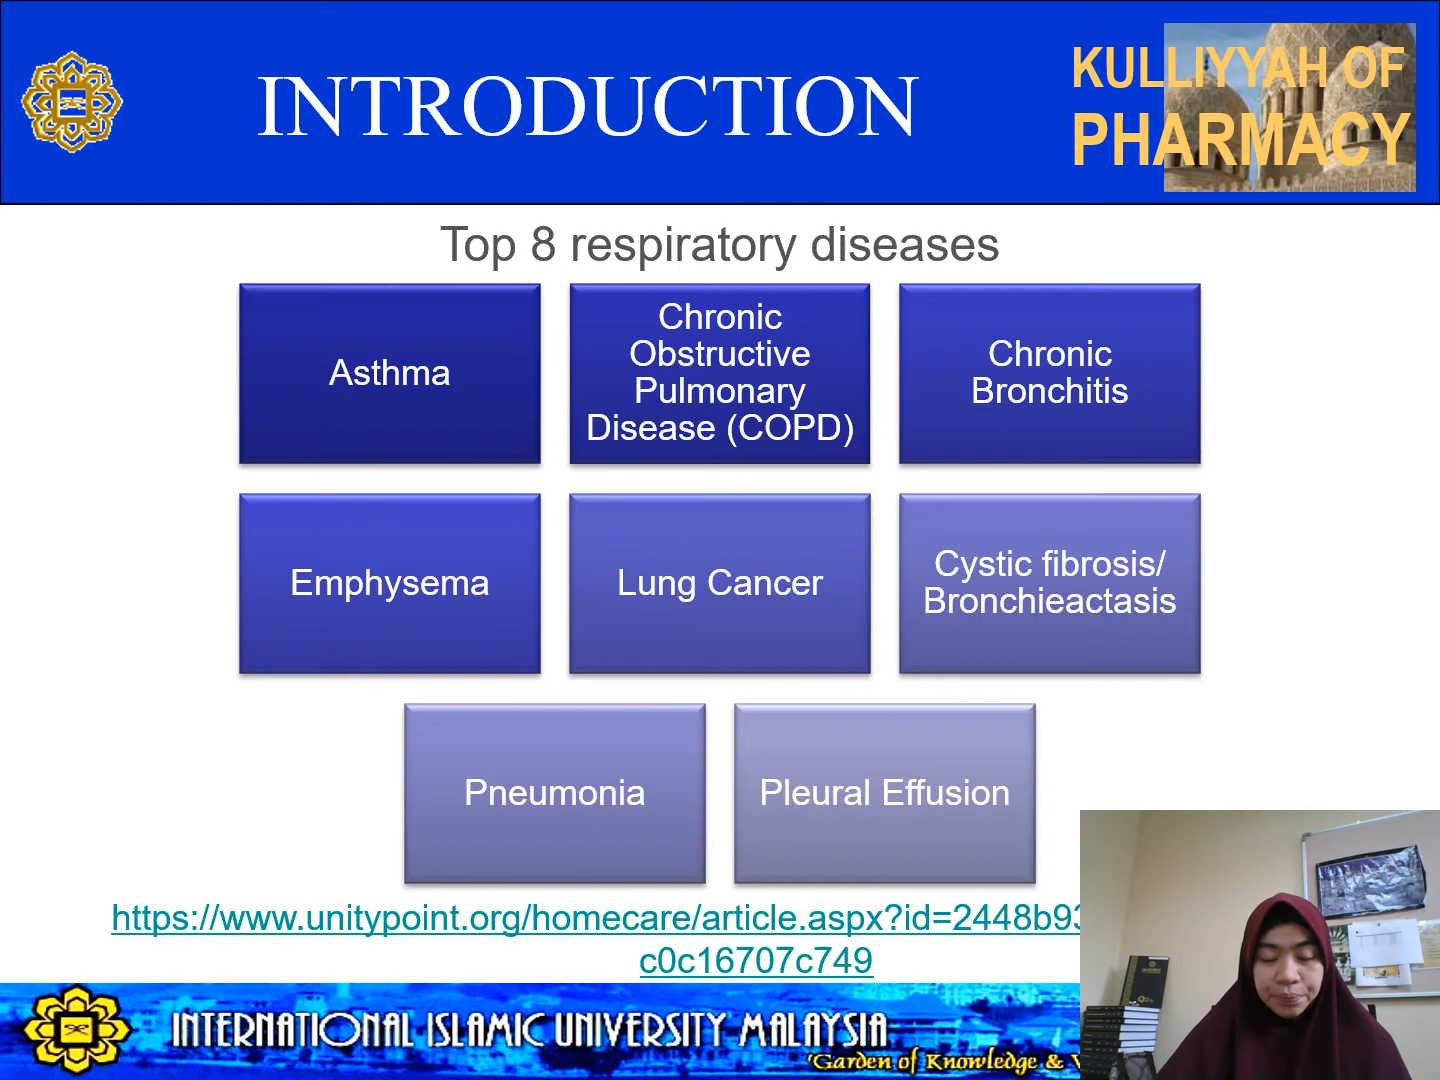 INTRODUCTION
KULLIYYAH OF
PHARMACY
Top 8 respiratory diseases
Asthma
Chronic
Obstructive
Pulmonary
Disease (COPD)
Chronic
Bronchitis
Emphysema
Lung Cancer
Cystic fibrosis/
Bronchieactasis
Pneumonia
Pleural Effusion
https://www.unitypoint.org/homecare/article.aspx?id=2448b93
c0c16707c749
INTERNATIONAL ISLAMIC UNIVERSITY MALAYSIA
'Garden of Knowledge &